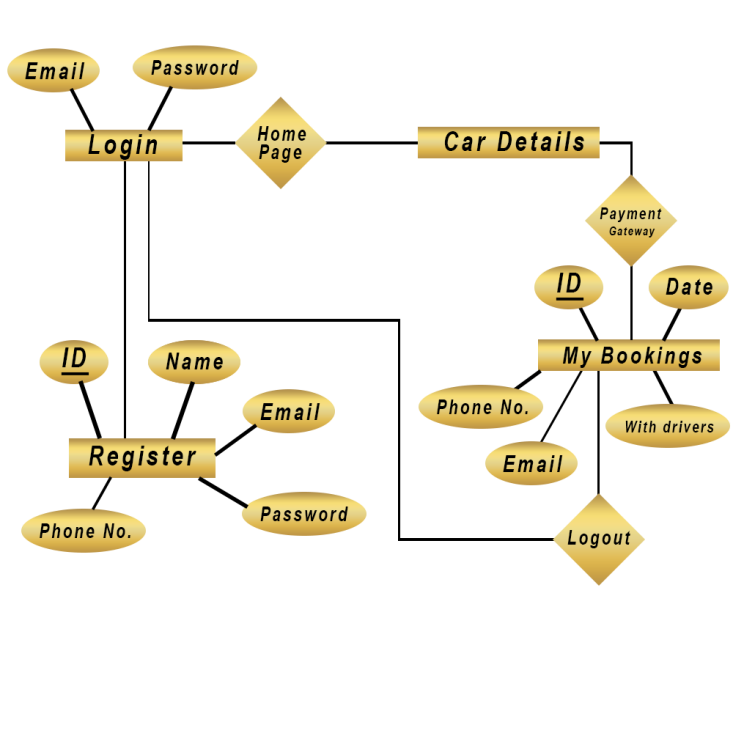 Email
Password
Login
Home
Page
Car Details
Payment
Gateway
ID
Date
My Bookings
Phone No.
With drivers
Email
Logout
ID
Name
Email
Register
Password
Phone No.